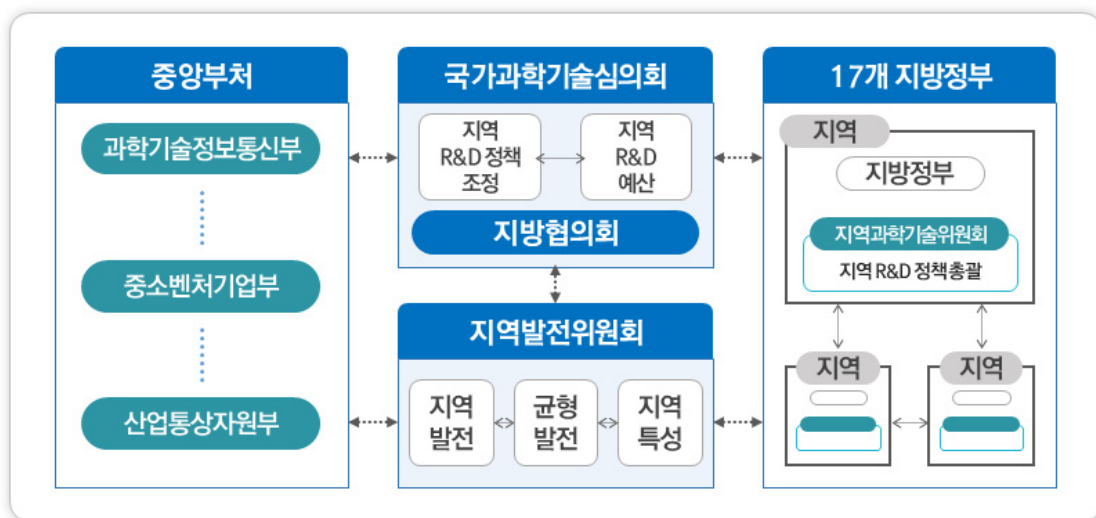 중앙부처
과학기술정보통신부
중소벤처기업부
산업통상자원부
국가과학기술심의회
지역
R&D 정책
조정
지역
R&D
예산
지방협의회
지역발전위원회
지역
발전
균형
발전
지역
특성
17개 지방정부
지역
지방정부
지역과학기술위원회
지역 R&D 정책총괄
지역
지역